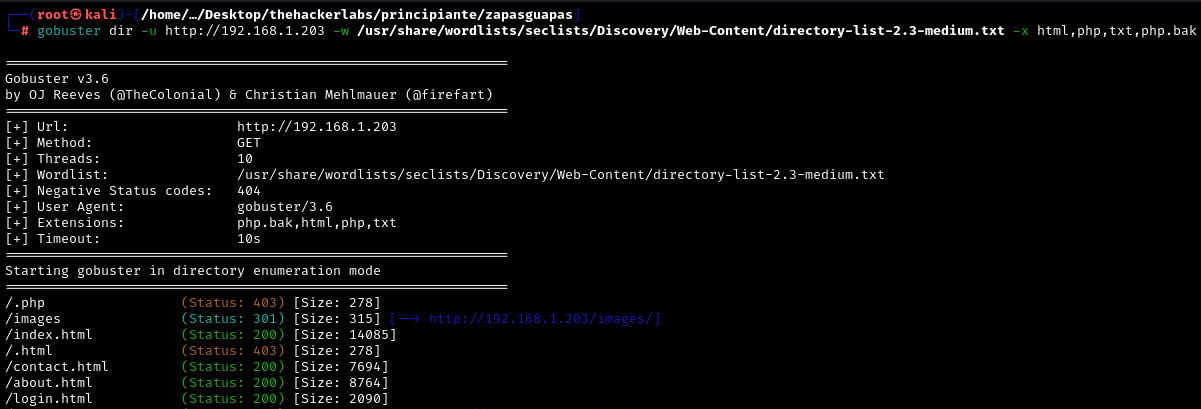 ┌──(root㉿kali)-[/home/…/Desktop/thehackerlabs/principiante/zapasguapas]
└─# gobuster dir -u http://192.168.1.203 -w /usr/share/wordlists/seclists/Discovery/Web-Content/directory-list-2.3-medium.txt -x html,php,txt,php.bak
===============================================================
Gobuster v3.6
by OJ Reeves (@TheColonial) & Christian Mehlmauer (@firefart)
===============================================================
[+] Url:                     http://192.168.1.203
[+] Method:                  GET
[+] Threads:                 10
[+] Wordlist:                /usr/share/wordlists/seclists/Discovery/Web-Content/directory-list-2.3-medium.txt
[+] Negative Status codes:   404
[+] User Agent:              gobuster/3.6
[+] Extensions:              php.bak,html,php,txt
[+] Timeout:                 10s
===============================================================
Starting gobuster in directory enumeration mode
===============================================================
/.php                 (Status: 403) [Size: 278]
/images               (Status: 301) [Size: 315] [--> http://192.168.1.203/images/]
/index.html           (Status: 200) [Size: 14085]
/.html                (Status: 403) [Size: 278]
/contact.html         (Status: 200) [Size: 7694]
/about.html           (Status: 200) [Size: 8764]
/login.html           (Status: 200) [Size: 2090]